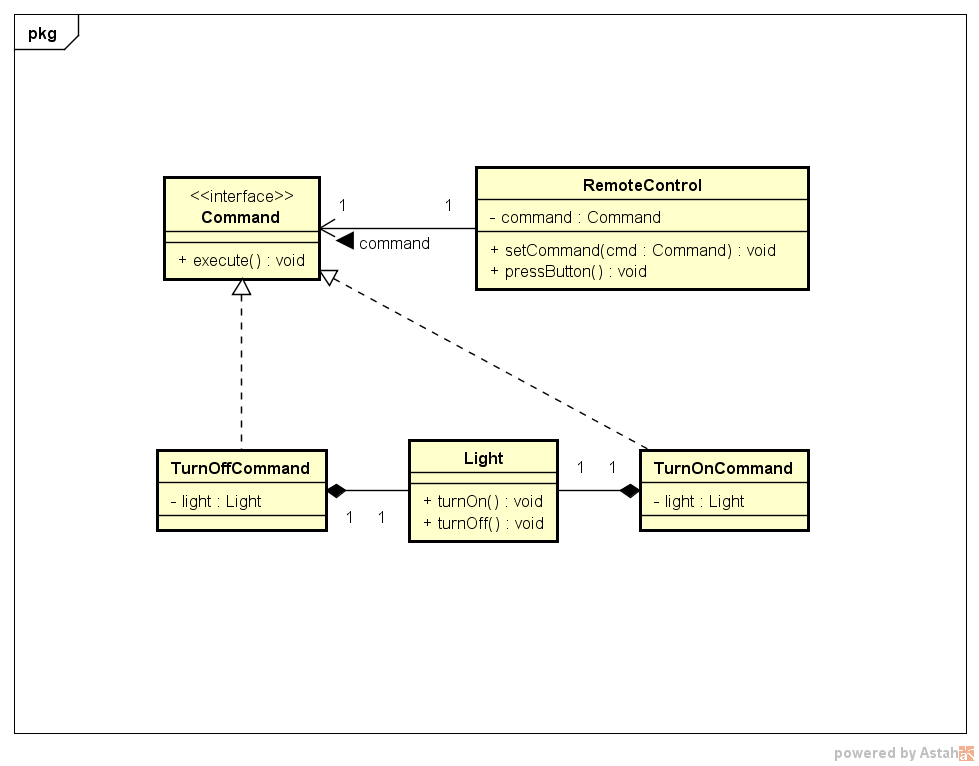 pkg
<<interface>>
Command
+ execute() : void
1
1
command
RemoteControl
- command : Command
+ setCommand(cmd : Command) : void
+ pressButton() : void
TurnOffCommand
- light : Light
1
1
Light
+ turnOn() : void
+ turnOff() : void
1
1
TurnOnCommand
- light : Light
powered by Astah